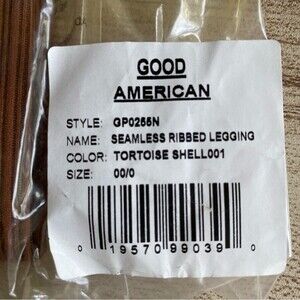 GOOD
AMERICAN
STYLE: GP0255N
NAME: SEAMLESS RIBBED LEGGING
COLOR: TORTOISE SHELL001
SIZE: 00/0
0 19570 99039 0